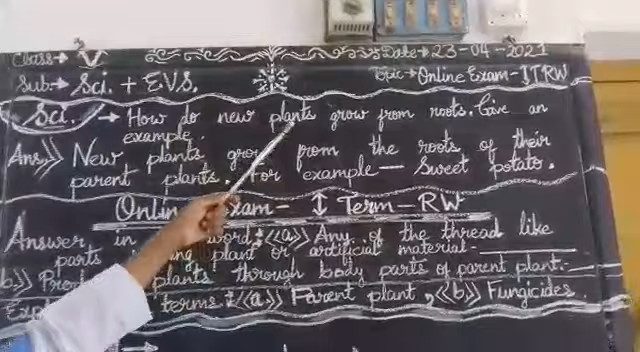 Class→ V Date→ 23-04-2021
Sub.→ Sci. + EVS. Topic→ Online Exam-I TRW
Sci. → How do new plants grow from roots. Give an
example.
Ans.⟫ New plants grow from the roots of their
parent plants. For example— Sweet potato.
Exam- I Term-RW
Answer in word:⟪a⟫ Any of the thread like
parts plant or artificial material-
b⟫ plants through body parts of parent plant:-
terms:⟪a⟫ Parent plant, ⟪b⟫ Fungicides.